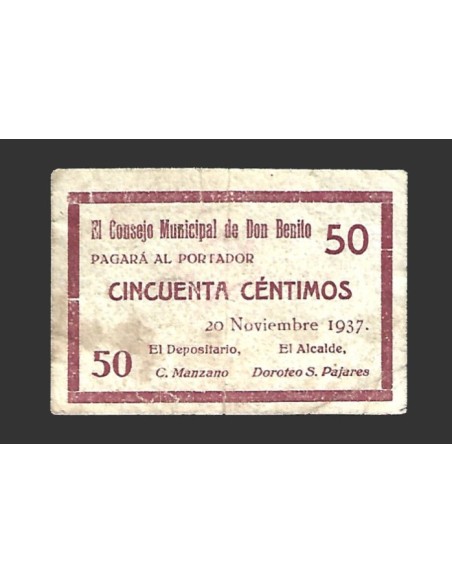 El Consejo Municipal de Don Benito 50
PAGARÁ AL PORTADOR
CINCUENTA CÉNTIMOS
20 Noviembre 1937.
50 El Depositario, El Alcalde,
C. Manzano Doroteo S. Pajares